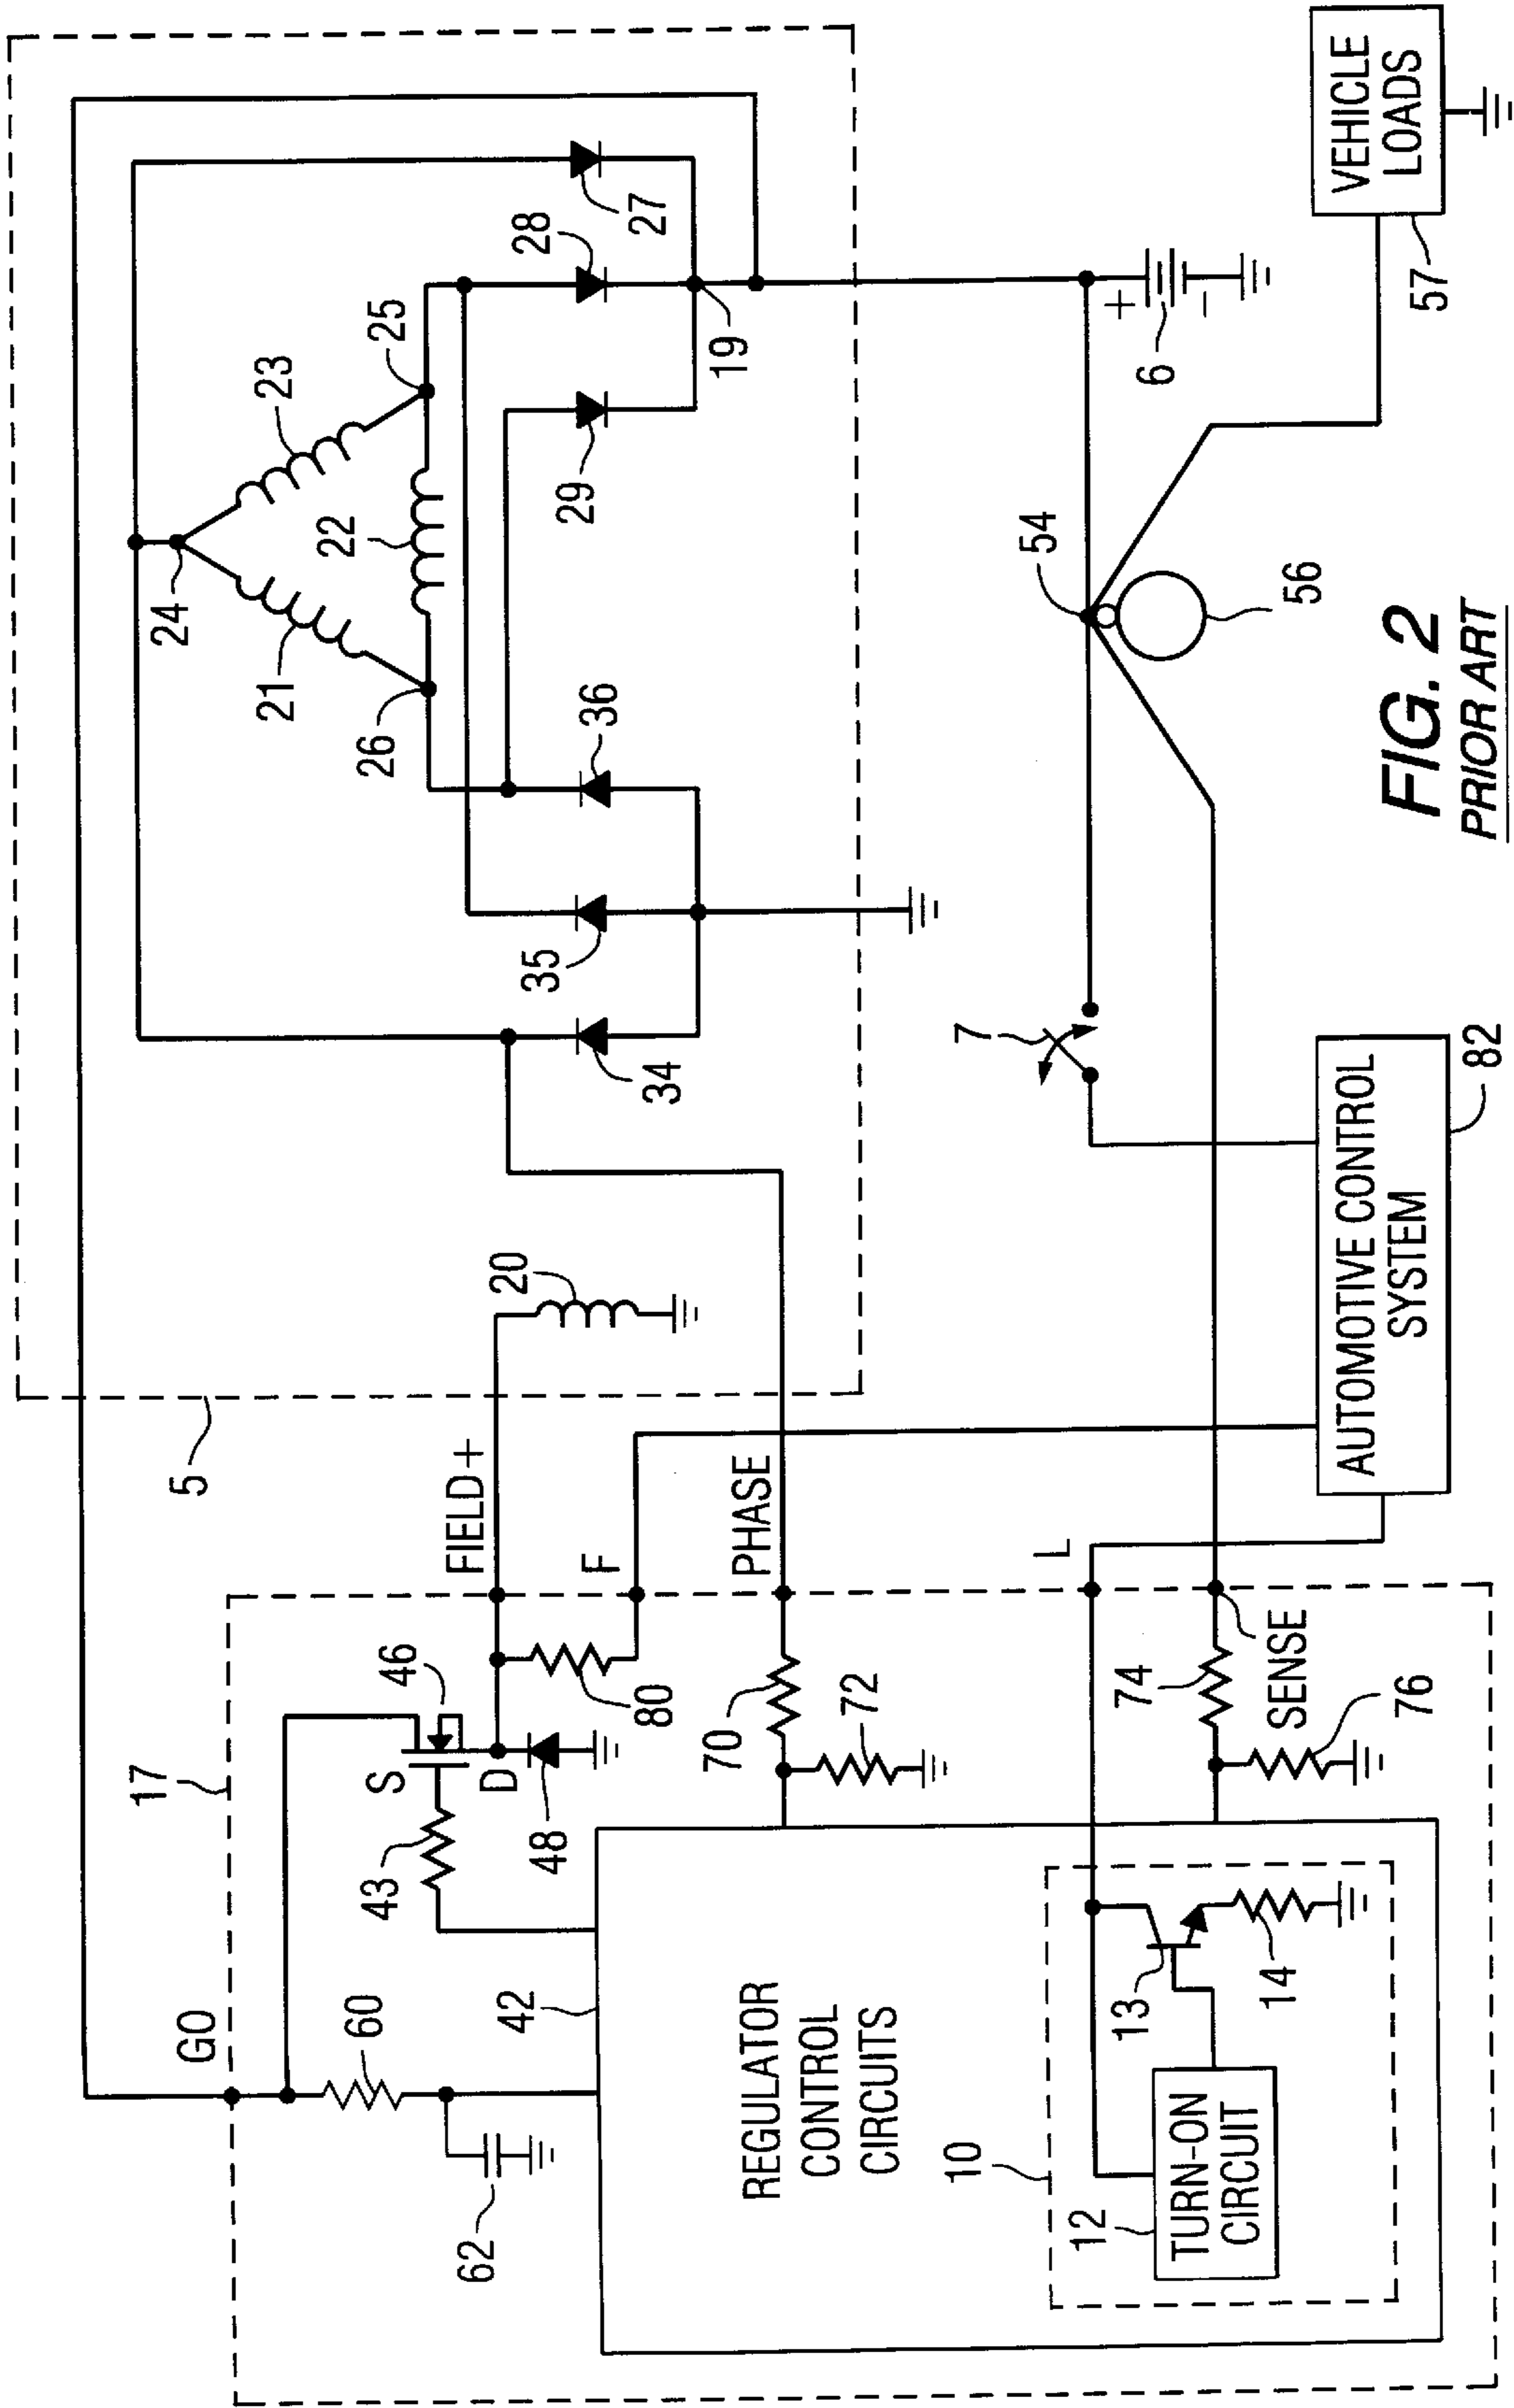 5
24
21
23
22
25
26
28
27
29
19
36
35
34
20
FIELD+
F
PHASE
L
SENSE
17
GO
60
62
43
S
46
D
48
80
70
72
74
76
42
REGULATOR
CONTROL
CIRCUITS
10
12
TURN-ON
CIRCUIT
13
14
7
54
56
+
6
−
57
VEHICLE
LOADS
82
AUTOMOTIVE CONTROL
SYSTEM
FIG. 2
PRIOR ART